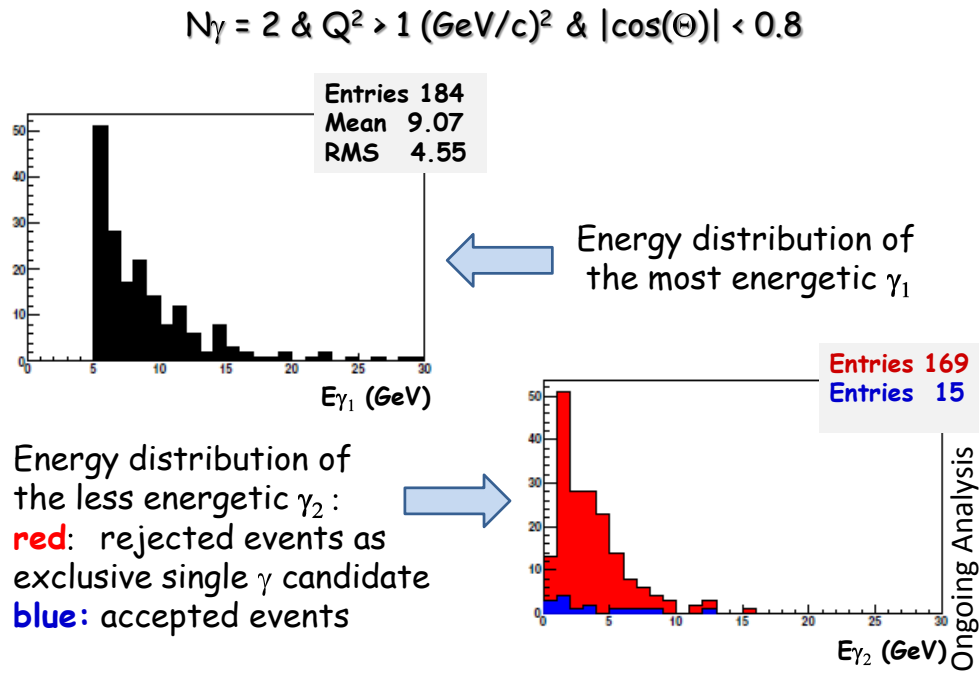 Nγ = 2 & Q² > 1 (GeV/c)² & |cos(Θ)| < 0.8
Entries 184
Mean 9.07
RMS 4.55
50
40
30
20
10
0
0 5 10 15 20 25 30
Eγ₁ (GeV)
Energy distribution of
the most energetic γ₁
Entries 169
Entries 15
50
40
30
20
10
0
0 5 10 15 20 25 30
Eγ₂ (GeV)
Energy distribution of
the less energetic γ₂ :
red: rejected events as
exclusive single γ candidate
blue: accepted events
Ongoing Analysis